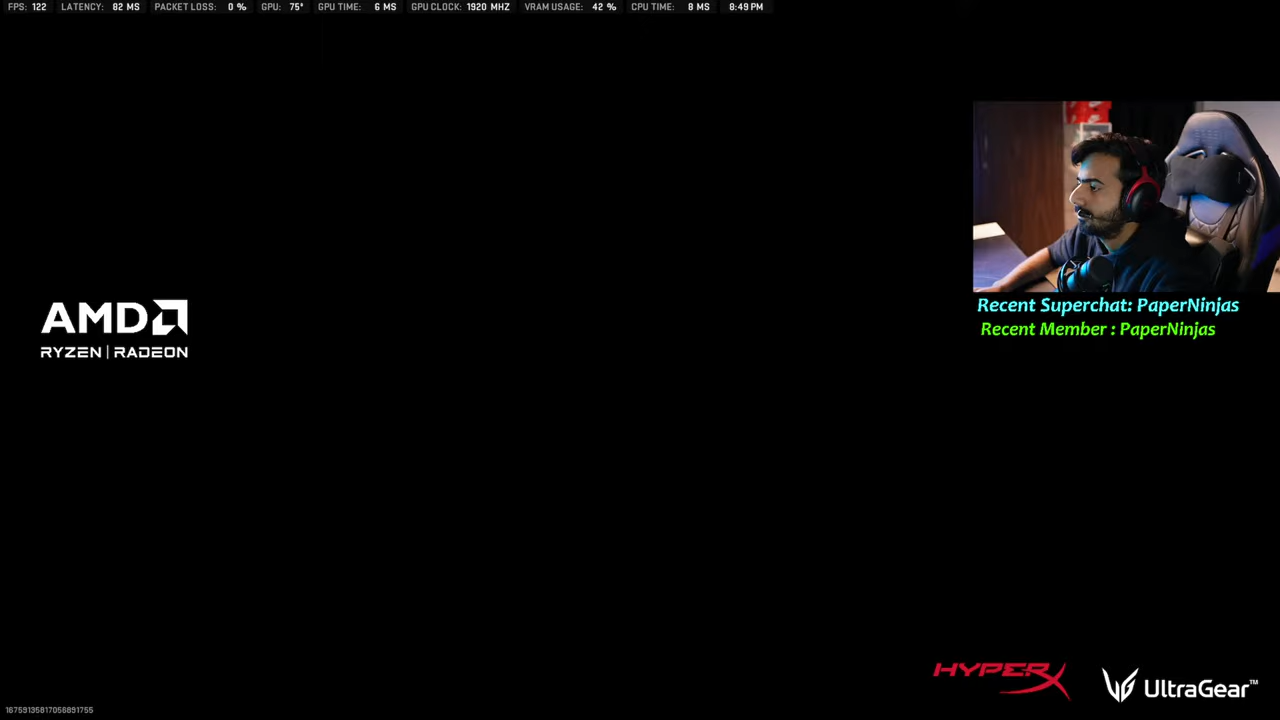 FPS: 122 LATENCY: 82 MS PACKET LOSS: 0 % GPU: 75° GPU TIME: 6 MS GPU CLOCK: 1920 MHZ VRAM USAGE: 42 % CPU TIME: 8 MS 8:49 PM
AMD
RYZEN | RADEON
Recent Superchat: PaperNinjas
Recent Member : PaperNinjas
HYPERX
UltraGear™